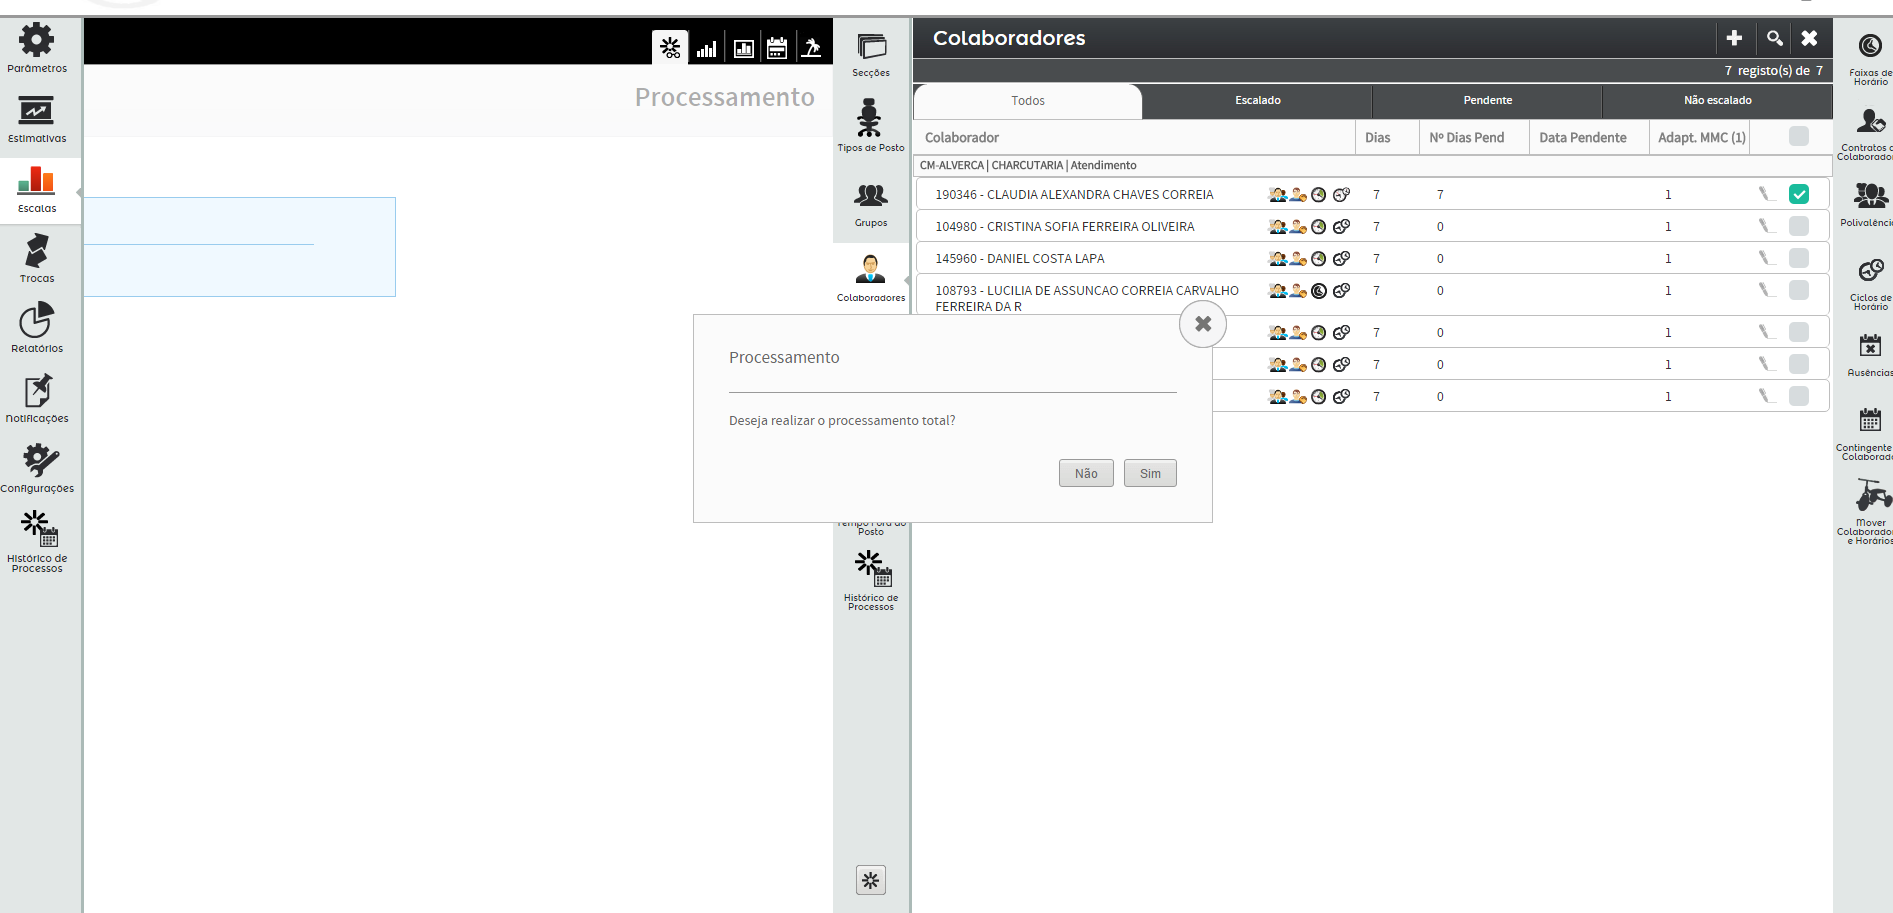 Parâmetros
Estimativas
Escalas
Trocas
Relatórios
Notificações
Configurações
Histórico de
Processos
Processamento
Secções
Tipos de Posto
Grupos
Colaboradores
Posto
Histórico de
Processos
Colaboradores
7 registo(s) de 7
Todos
Escalado
Pendente
Não escalado
Colaborador
Dias
Nº Dias Pend
Data Pendente
Adapt. MMC (1)
CM-ALVERCA | CHARCUTARIA | Atendimento
190346 - CLAUDIA ALEXANDRA CHAVES CORREIA 7 7 1
104980 - CRISTINA SOFIA FERREIRA OLIVEIRA 7 0 1
145960 - DANIEL COSTA LAPA 7 0 1
108793 - LUCILIA DE ASSUNCAO CORREIA CARVALHO 7 0 1
FERREIRA DA R
7 0 1
7 0 1
7 0 1
Processamento
Deseja realizar o processamento total?
Não
Sim
Faixas de
Horário
Contratos
Colaborado
Polivalênci
Ciclos de
Horário
Ausências
Contingente
Colaborad
Mover
Colaborado
e Horários